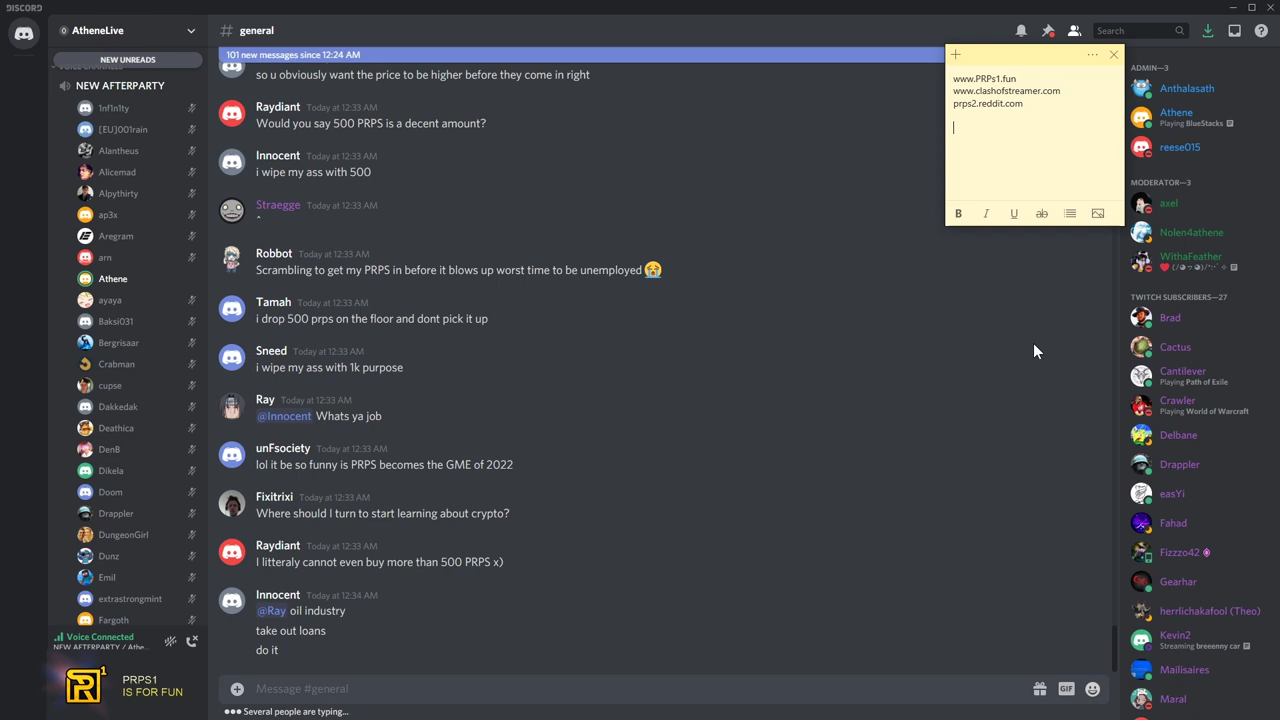 DISCORD
AtheneLive
NEW UNREADS
NEW AFTERPARTY
1nf1n1ty
[EU]001rain
Alantheus
Alicemad
Alpythirty
ap3x
Aregram
arn
Athene
ayaya
Baksi031
Bergrisaar
Crabman
cupse
Dakkedak
Deathica
DenB
Dikela
Doom
Drappler
DungeonGirl
Dunz
Emil
extrastrongmint
Fargoth
Voice Connected
NEW AFTERPARTY / Athe...
PRPS1
IS FOR FUN
# general
Search
101 new messages since 12:24 AM
so u obviously want the price to be higher before they come in right
Raydiant Today at 12:33 AM
Would you say 500 PRPS is a decent amount?
Innocent Today at 12:33 AM
i wipe my ass with 500
Straegge Today at 12:33 AM
^
Robbot Today at 12:33 AM
Scrambling to get my PRPS in before it blows up worst time to be unemployed 😭
Tamah Today at 12:33 AM
i drop 500 prps on the floor and dont pick it up
Sneed Today at 12:33 AM
i wipe my ass with 1k purpose
Ray Today at 12:33 AM
@Innocent Whats ya job
unFsociety Today at 12:33 AM
lol it be so funny is PRPS becomes the GME of 2022
Fixitrixi Today at 12:33 AM
Where should I turn to start learning about crypto?
Raydiant Today at 12:33 AM
I litteraly cannot even buy more than 500 PRPS x)
Innocent Today at 12:34 AM
@Ray oil industry
take out loans
do it
Message #general
GIF
Several people are typing...
www.PRPs1.fun
www.clashofstreamer.com
prps2.reddit.com
B I U ab
ADMIN—3
Anthalasath
Athene
Playing BlueStacks
reese015
MODERATOR—3
axel
Nolen4athene
WithaFeather
TWITCH SUBSCRIBERS—27
Brad
Cactus
Cantilever
Playing Path of Exile
Crawler
Playing World of Warcraft
Delbane
Drappler
easYi
Fahad
Fizzzo42
Gearhar
herrlichakafool (Theo)
Kevin2
Streaming breeenny car
Mailisaires
Maral